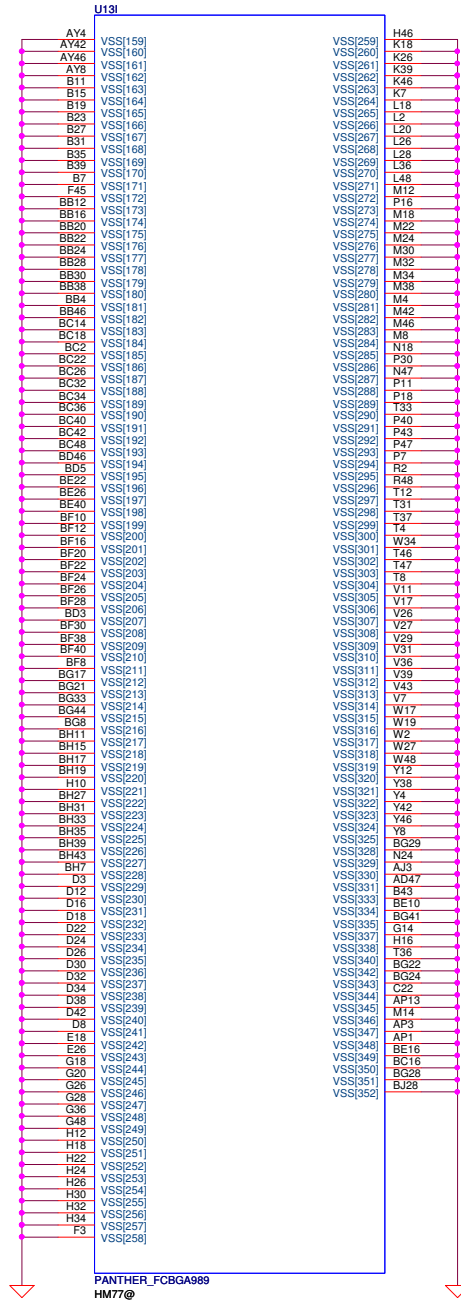 U13I
AY4 VSS[159]
AY42 VSS[160]
AY46 VSS[161]
AY8 VSS[162]
B11 VSS[163]
B15 VSS[164]
B19 VSS[165]
B23 VSS[166]
B27 VSS[167]
B31 VSS[168]
B35 VSS[169]
B39 VSS[170]
B7 VSS[171]
F45 VSS[172]
BB12 VSS[173]
BB16 VSS[174]
BB20 VSS[175]
BB22 VSS[176]
BB24 VSS[177]
BB28 VSS[178]
BB30 VSS[179]
BB38 VSS[180]
BB4 VSS[181]
BB46 VSS[182]
BC14 VSS[183]
BC18 VSS[184]
BC2 VSS[185]
BC22 VSS[186]
BC26 VSS[187]
BC32 VSS[188]
BC34 VSS[189]
BC36 VSS[190]
BC40 VSS[191]
BC42 VSS[192]
BC48 VSS[193]
BD46 VSS[194]
BD5 VSS[195]
BE22 VSS[196]
BE26 VSS[197]
BE40 VSS[198]
BF10 VSS[199]
BF12 VSS[200]
BF16 VSS[201]
BF20 VSS[202]
BF22 VSS[203]
BF24 VSS[204]
BF26 VSS[205]
BF28 VSS[206]
BD3 VSS[207]
BF30 VSS[208]
BF38 VSS[209]
BF40 VSS[210]
BF8 VSS[211]
BG17 VSS[212]
BG21 VSS[213]
BG33 VSS[214]
BG44 VSS[215]
BG8 VSS[216]
BH11 VSS[217]
BH15 VSS[218]
BH17 VSS[219]
BH19 VSS[220]
H10 VSS[221]
BH27 VSS[222]
BH31 VSS[223]
BH33 VSS[224]
BH35 VSS[225]
BH39 VSS[226]
BH43 VSS[227]
BH7 VSS[228]
D3 VSS[229]
D12 VSS[230]
D16 VSS[231]
D18 VSS[232]
D22 VSS[233]
D24 VSS[234]
D26 VSS[235]
D30 VSS[236]
D32 VSS[237]
D34 VSS[238]
D38 VSS[239]
D42 VSS[240]
D8 VSS[241]
E18 VSS[242]
E26 VSS[243]
G18 VSS[244]
G20 VSS[245]
G26 VSS[246]
G28 VSS[247]
G36 VSS[248]
G48 VSS[249]
H12 VSS[250]
H18 VSS[251]
H22 VSS[252]
H24 VSS[253]
H26 VSS[254]
H30 VSS[255]
H32 VSS[256]
H34 VSS[257]
F3 VSS[258]
VSS[259] H46
VSS[260] K18
VSS[261] K26
VSS[262] K39
VSS[263] K46
VSS[264] K7
VSS[265] L18
VSS[266] L2
VSS[267] L20
VSS[268] L26
VSS[269] L28
VSS[270] L36
VSS[271] L48
VSS[272] M12
VSS[273] P16
VSS[274] M18
VSS[275] M22
VSS[276] M24
VSS[277] M30
VSS[278] M32
VSS[279] M34
VSS[280] M38
VSS[281] M4
VSS[282] M42
VSS[283] M46
VSS[284] M8
VSS[285] N18
VSS[286] P30
VSS[287] N47
VSS[288] P11
VSS[289] P18
VSS[290] T33
VSS[291] P40
VSS[292] P43
VSS[293] P47
VSS[294] P7
VSS[295] R2
VSS[296] R48
VSS[297] T12
VSS[298] T31
VSS[299] T37
VSS[300] T4
VSS[301] W34
VSS[302] T46
VSS[303] T47
VSS[304] T8
VSS[305] V11
VSS[306] V17
VSS[307] V26
VSS[308] V27
VSS[309] V29
VSS[310] V31
VSS[311] V36
VSS[312] V39
VSS[313] V43
VSS[314] V7
VSS[315] W17
VSS[316] W19
VSS[317] W2
VSS[318] W27
VSS[319] W48
VSS[320] Y12
VSS[321] Y38
VSS[322] Y4
VSS[323] Y42
VSS[324] Y46
VSS[325] Y8
VSS[328] BG29
VSS[329] N24
VSS[330] AJ3
VSS[331] AD47
VSS[333] B43
VSS[334] BE10
VSS[335] BG41
VSS[337] G14
VSS[338] H16
VSS[340] T36
VSS[342] BG22
VSS[343] BG24
VSS[344] C22
VSS[345] AP13
VSS[346] M14
VSS[347] AP3
VSS[348] AP1
VSS[349] BE16
VSS[350] BC16
VSS[351] BG28
VSS[352] BJ28
PANTHER_FCBGA989
HM77@